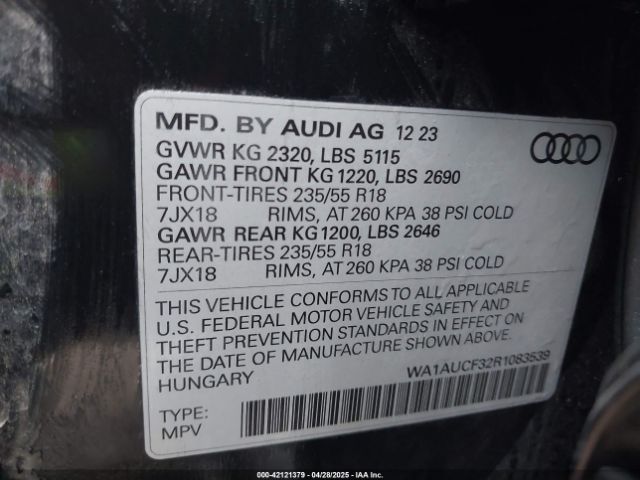 MFD. BY AUDI AG 12 23
GVWR KG 2320, LBS 5115
GAWR FRONT KG 1220, LBS 2690
FRONT-TIRES 235/55 R18
7JX18 RIMS, AT 260 KPA 38 PSI COLD
GAWR REAR KG1200, LBS 2646
REAR-TIRES 235/55 R18
7JX18 RIMS, AT 260 KPA 38 PSI COLD
THIS VEHICLE CONFORMS TO ALL APPLICABLE
U.S. FEDERAL MOTOR VEHICLE SAFETY AND
THEFT PREVENTION STANDARDS IN EFFECT ON
THE DATE OF MANUFACTURE SHOWN ABOVE.
HUNGARY
WA1AUCF32R1083539
TYPE:
MPV
000-42121379 | 04/28/2025 | IAA Inc.